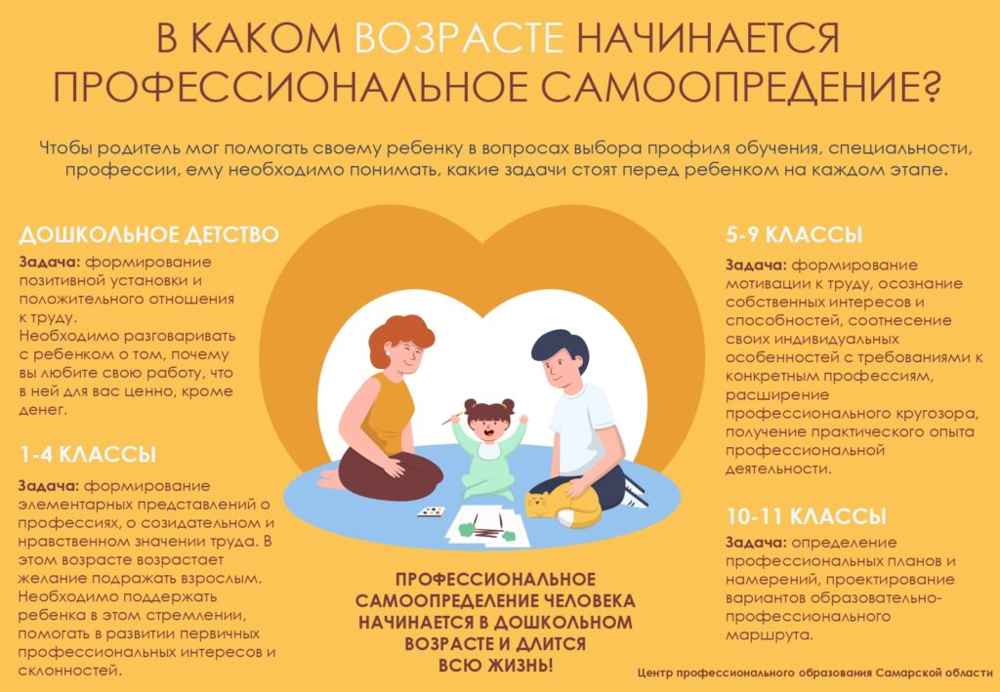 В КАКОМ ВОЗРАСТЕ НАЧИНАЕТСЯ
ПРОФЕССИОНАЛЬНОЕ САМООПРЕДЕНИЕ?
Чтобы родитель мог помогать своему ребенку в вопросах выбора профиля обучения, специальности,
профессии, ему необходимо понимать, какие задачи стоят перед ребенком на каждом этапе.
ДОШКОЛЬНОЕ ДЕТСТВО
Задача: формирование
позитивной установки и
положительного отношения
к труду.
Необходимо разговаривать
с ребенком о том, почему
вы любите свою работу, что
в ней для вас ценно, кроме
денег.
1-4 КЛАССЫ
Задача: формирование
элементарных представлений о
профессиях, о созидательном и
нравственном значении труда. В
этом возрасте возрастает
желание подражать взрослым.
Необходимо поддержать
ребенка в этом стремлении,
помогать в развитии первичных
профессиональных интересов и
склонностей.
5-9 КЛАССЫ
Задача: формирование
мотивации к труду, осознание
собственных интересов и
способностей, соотнесение
своих индивидуальных
особенностей с требованиями к
конкретным профессиям,
расширение
профессионального кругозора,
получение практического опыта
профессиональной
деятельности.
10-11 КЛАССЫ
Задача: определение
профессиональных планов и
намерений, проектирование
вариантов образовательно-
профессионального
маршрута.
ПРОФЕССИОНАЛЬНОЕ
САМООПРЕДЕЛЕНИЕ ЧЕЛОВЕКА
НАЧИНАЕТСЯ В ДОШКОЛЬНОМ
ВОЗРАСТЕ И ДЛИТСЯ
ВСЮ ЖИЗНЬ!
Центр профессионального образования Самарской области